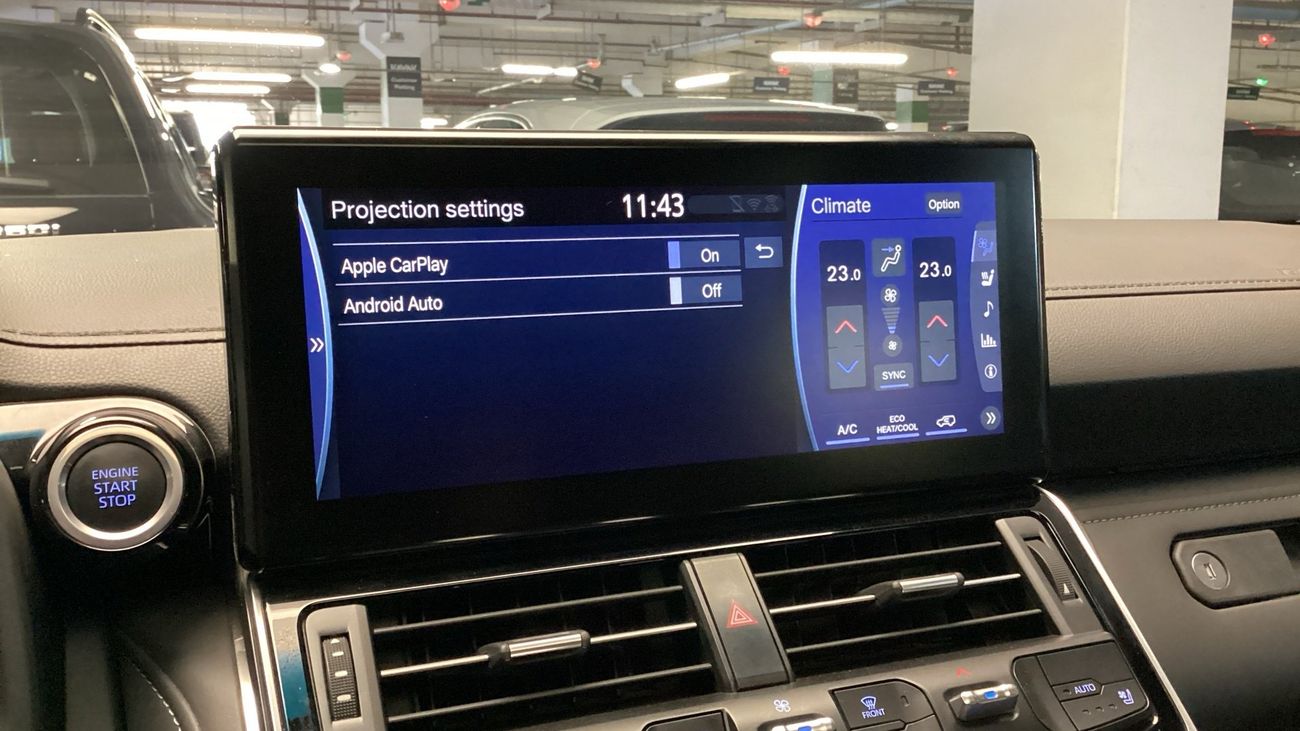 Projection settings
11:43
Apple CarPlay
On
Android Auto
Off
Climate
Option
23.0
23.0
SYNC
A/C
ECO
HEAT/COOL
ENGINE
START
STOP
FRONT
AUTO